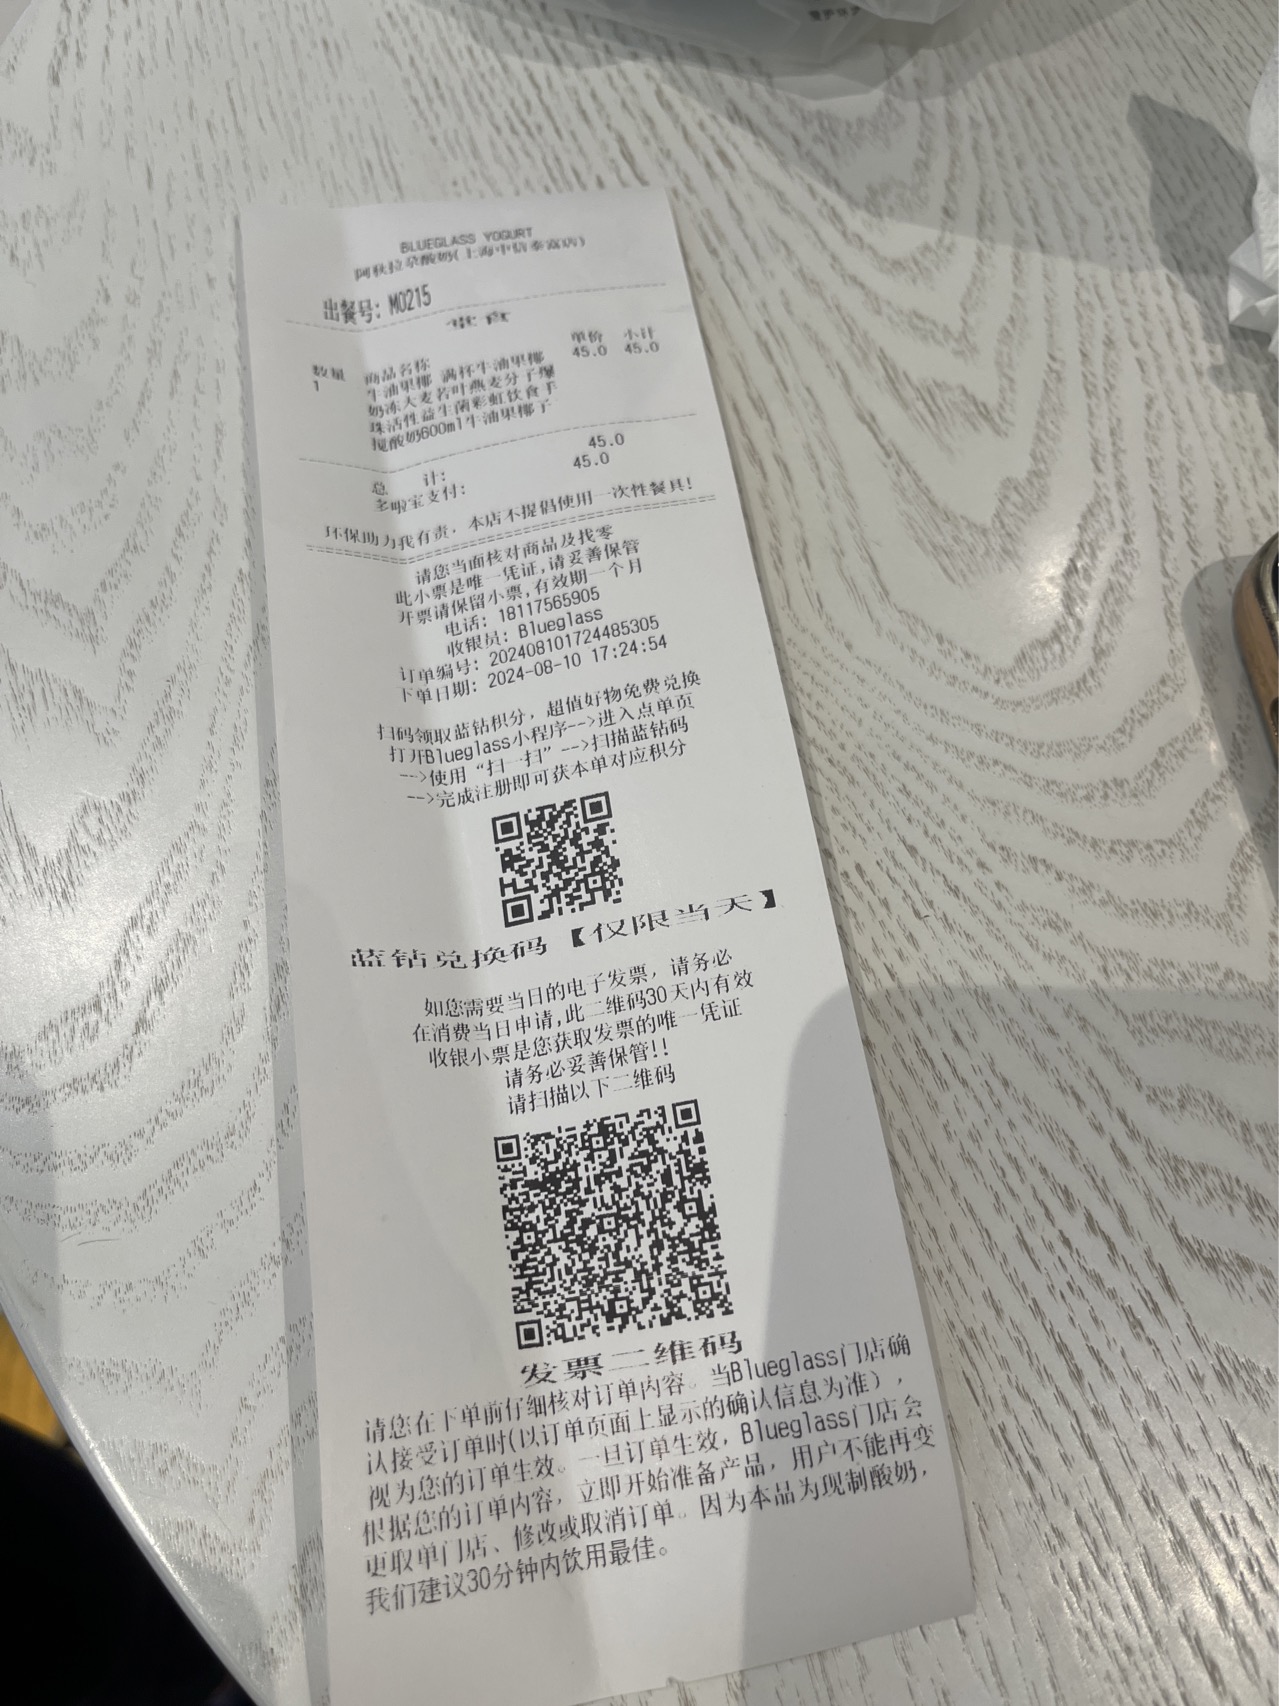 BLUEGLASS YOGURT
阿秋拉尕酸奶(上海中信泰富店)
出餐号: M0215
堂食
数量 商品名称 单价 小计
1 牛油果椰 满杯牛油果椰 45.0 45.0
奶冻大麦若叶燕麦分子爆
珠活性益生菌彩虹饮食手
搅酸奶600ml牛油果椰子
总 计: 45.0
多啦宝支付: 45.0
环保助力我有责，本店不提倡使用一次性餐具!
请您当面核对商品及找零
此小票是唯一凭证,请妥善保管
开票请保留小票,有效期一个月
电话: 18117565905
收银员: Blueglass
订单编号: 202408101724485305
下单日期: 2024-08-10 17:24:54
扫码领取蓝钻积分，超值好物免费兑换
打开Blueglass小程序-->进入点单页
-->使用“扫一扫”-->扫描蓝钻码
-->完成注册即可获本单对应积分
蓝钻兑换码【仅限当天】
如您需要当日的电子发票，请务必
在消费当日申请,此二维码30天内有效
收银小票是您获取发票的唯一凭证
请务必妥善保管!!
请扫描以下二维码
发票二维码
请您在下单前仔细核对订单内容。当Blueglass门店确
认接受订单时(以订单页面上显示的确认信息为准)，
视为您的订单生效。一旦订单生效，Blueglass门店会
根据您的订单内容，立即开始准备产品，用户不能再变
更取单门店、修改或取消订单。因为本品为现制酸奶，
我们建议30分钟内饮用最佳。